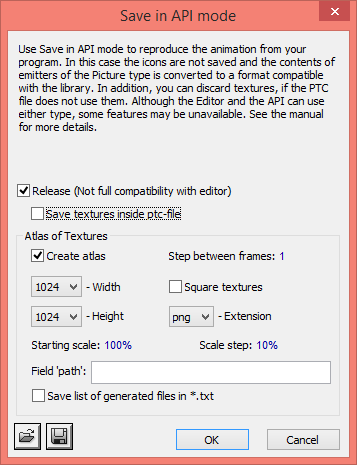 Save in API mode
Use Save in API mode to reproduce the animation from your
program. In this case the icons are not saved and the contents of
emitters of the Picture type is converted to a format compatible
with the library. In addition, you can discard textures, if the PTC
file does not use them. Although the Editor and the API can use
either type, some features may be unavailable. See the manual
for more details.
Release (Not full compatibility with editor)
Save textures inside ptc-file
Atlas of Textures
Create atlas Step between frames: 1
1024 - Width Square textures
1024 - Height png - Extension
Starting scale: 100% Scale step: 10%
Field 'path':
Save list of generated files in *.txt
OK Cancel